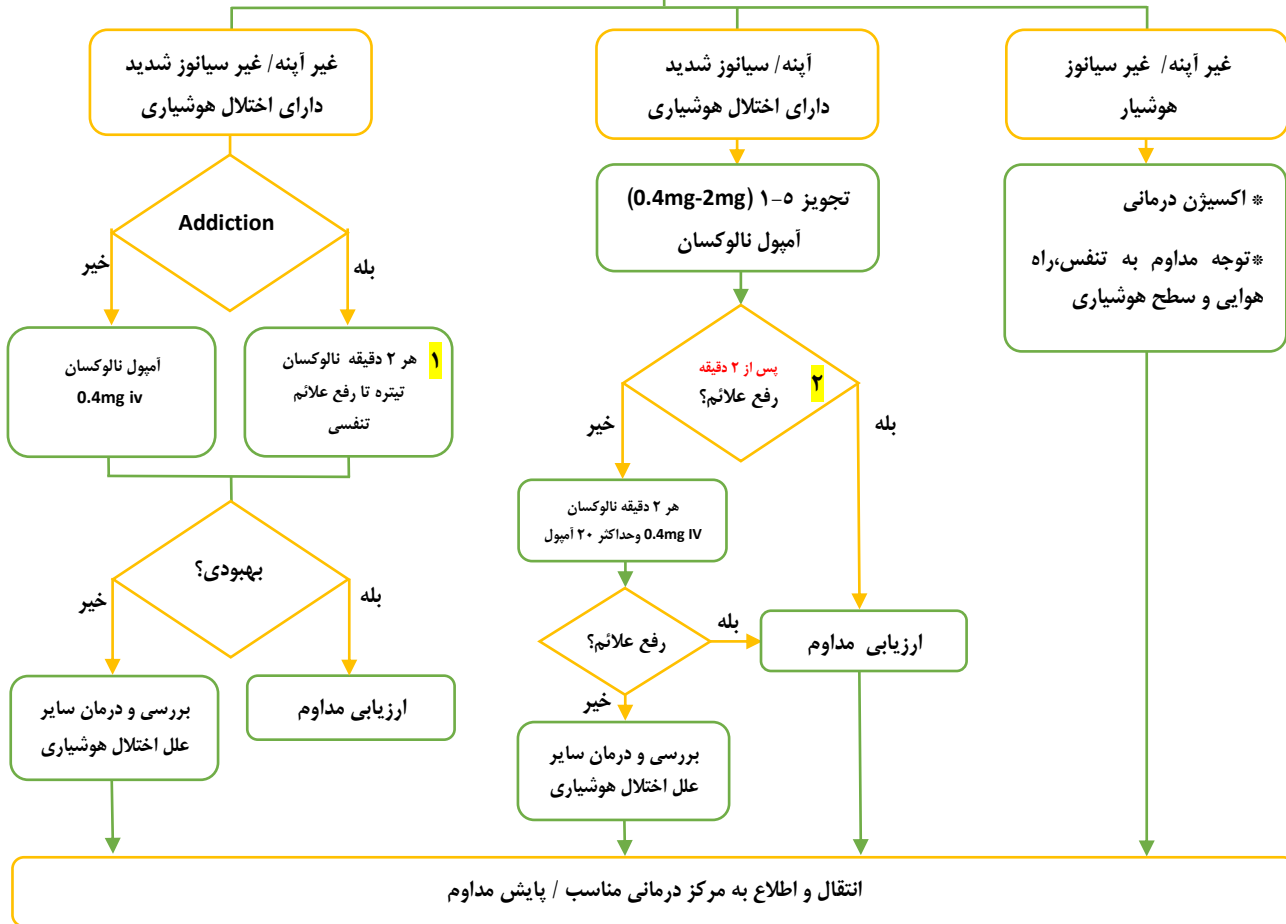 غیر آپنه/ غیر سیانوز
هوشیار
* اکسیژن درمانی
*توجه مداوم به تنفس،راه
هوایی و سطح هوشیاری
آپنه/ سیانوز شدید
دارای اختلال هوشیاری
تجویز ۵-۱ (0.4mg-2mg)
آمپول نالوکسان
۲
پس از ۲ دقیقه
رفع علائم؟
بله
خیر
هر ۲ دقیقه نالوکسان
0.4mg IV وحداکثر ۲۰ آمپول
رفع علائم؟
بله
خیر
ارزیابی مداوم
بررسی و درمان سایر
علل اختلال هوشیاری
غیر آپنه/ غیر سیانوز شدید
دارای اختلال هوشیاری
Addiction
بله
خیر
۱
هر ۲ دقیقه نالوکسان
تیتره تا رفع علائم
تنفسی
آمپول نالوکسان
0.4mg iv
بهبودی؟
بله
خیر
ارزیابی مداوم
بررسی و درمان سایر
علل اختلال هوشیاری
انتقال و اطلاع به مرکز درمانی مناسب / پایش مداوم